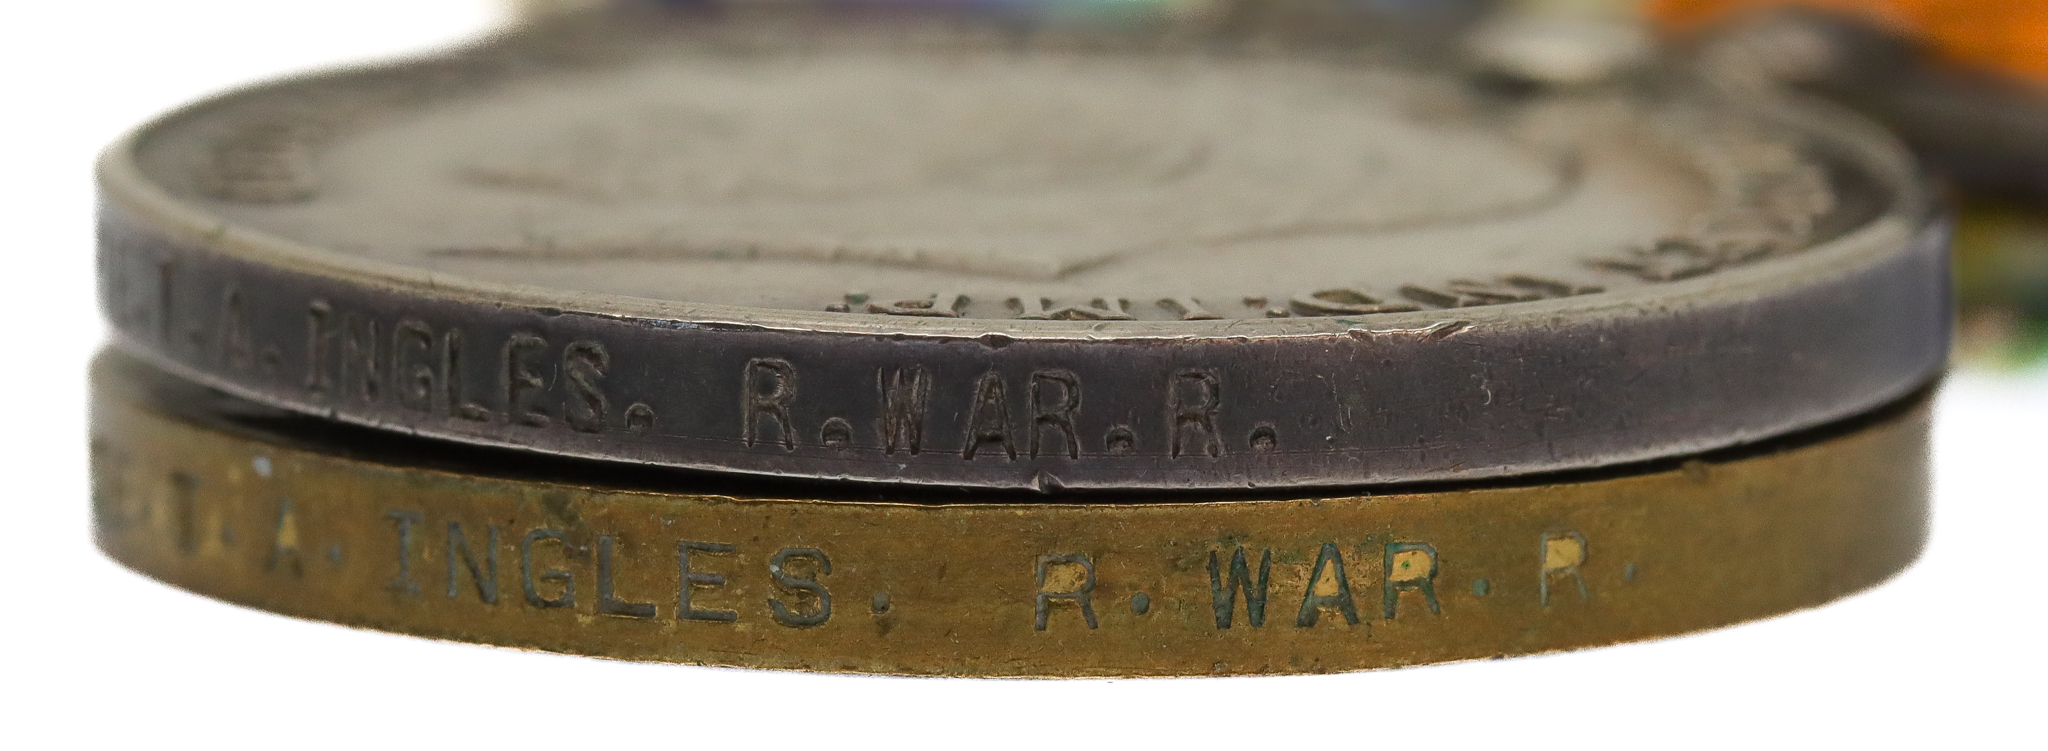 T. A. INGLES. R. WAR. R.
T. A. INGLES. R. WAR. R.